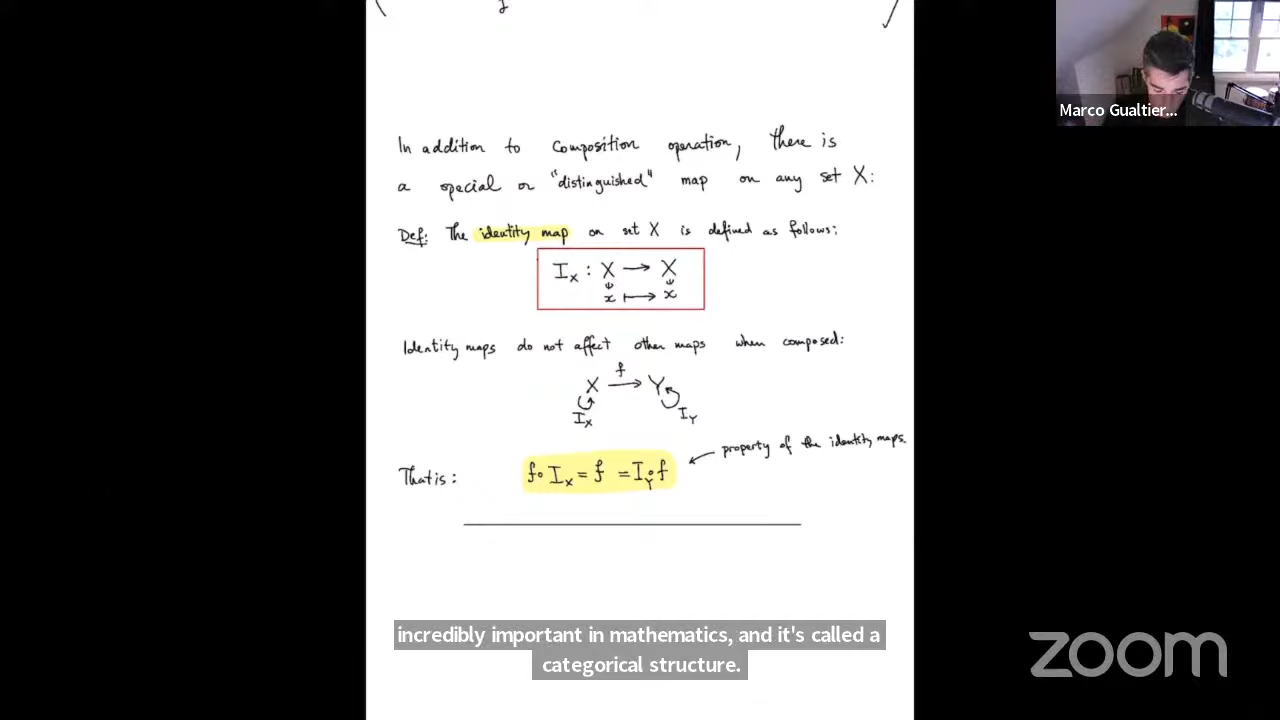 Marco Gualtier...
In addition to composition operation, there is
a special or "distinguished" map on any set X:
Def: The identity map on set X is defined as follows:
I_X : X → X
ψ ψ
x ↦ x
Identity maps do not affect other maps when composed:
f
X → Y
I_X I_Y
property of the identity maps.
That is: f∘I_X = f = I_Y∘f
incredibly important in mathematics, and it's called a
categorical structure.
zoom